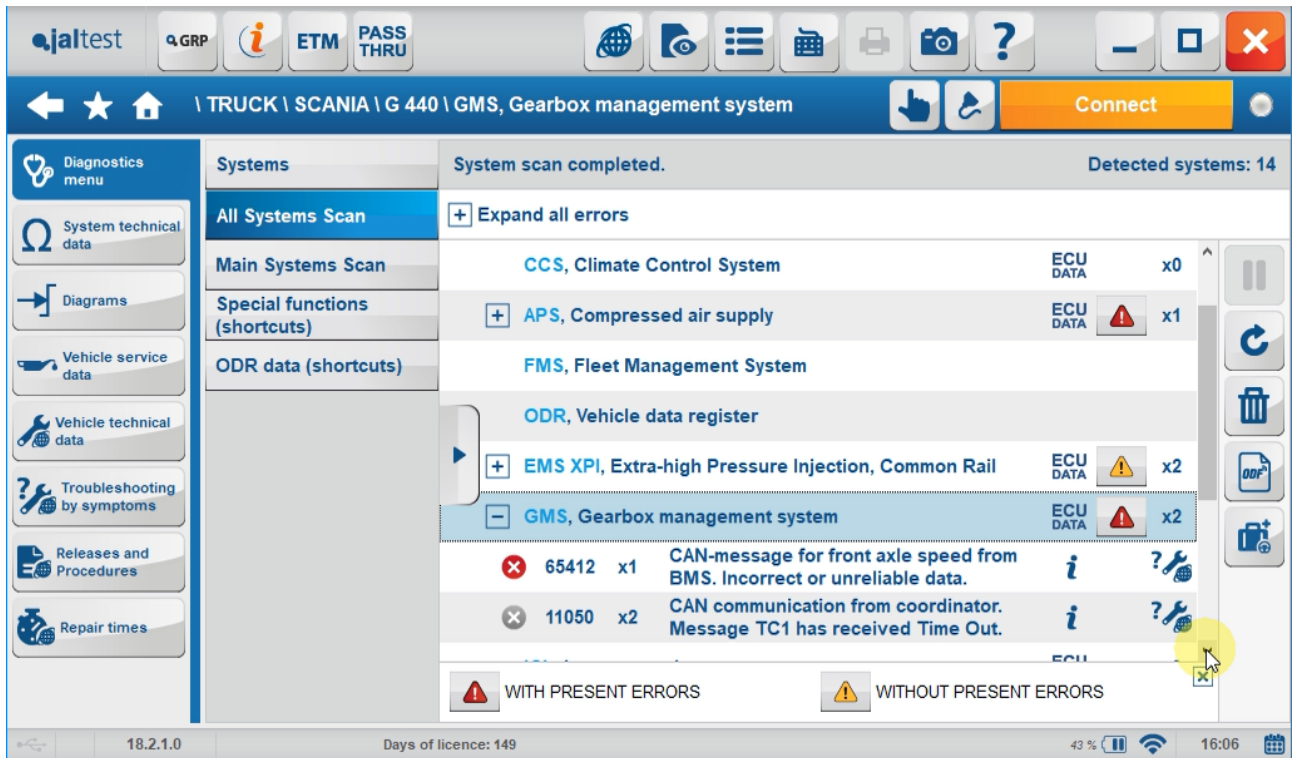 jaltest
GRP
i
ETM
PASS
THRU
?
\ TRUCK \ SCANIA \ G 440 \ GMS, Gearbox management system
Connect
Diagnostics
menu
System technical
data
Diagrams
Vehicle service
data
Vehicle technical
data
Troubleshooting
by symptoms
Releases and
Procedures
Repair times
Systems
All Systems Scan
Main Systems Scan
Special functions
(shortcuts)
ODR data (shortcuts)
System scan completed.
Detected systems: 14
Expand all errors
CCS, Climate Control System
ECU
DATA
x0
APS, Compressed air supply
ECU
DATA
x1
FMS, Fleet Management System
ODR, Vehicle data register
EMS XPI, Extra-high Pressure Injection, Common Rail
ECU
DATA
x2
GMS, Gearbox management system
ECU
DATA
x2
65412 x1
CAN-message for front axle speed from
BMS. Incorrect or unreliable data.
i
?
11050 x2
CAN communication from coordinator.
Message TC1 has received Time Out.
i
?
ECU
ODR
WITH PRESENT ERRORS
WITHOUT PRESENT ERRORS
18.2.1.0
Days of licence: 149
43 %
16:06